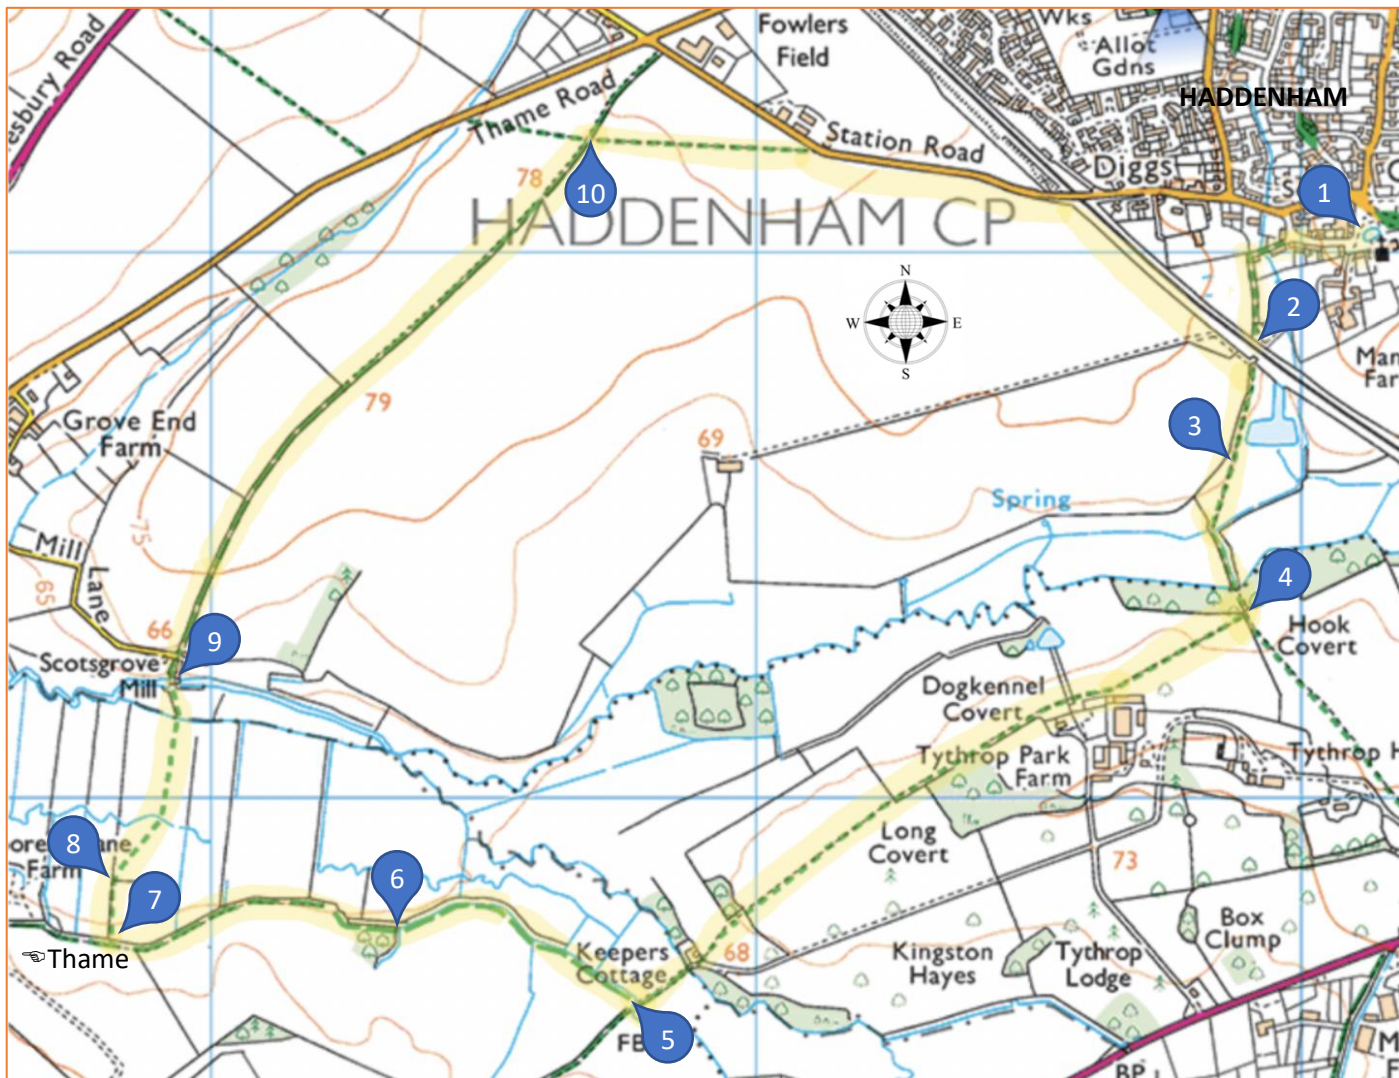 esbury Road
Thame Road
Fowlers
Field
Wks
Allot
Gdns
HADDENHAM
Station Road
Diggs
1
10
78
HADDENHAM CP
2
N
W
E
S
79
Grove End
Farm
69
3
Spring
75
Mill
Lane
65
66
4
Hook
Covert
9
Scotsgrove
Mill
Dogkennel
Covert
Tythrop Park
Farm
Tythrop H
8
Farm
7
6
Long
Covert
73
Box
Clump
Thame
Keepers
Cottage
68
Kingston
Hayes
Tythrop
Lodge
5
FB
BP